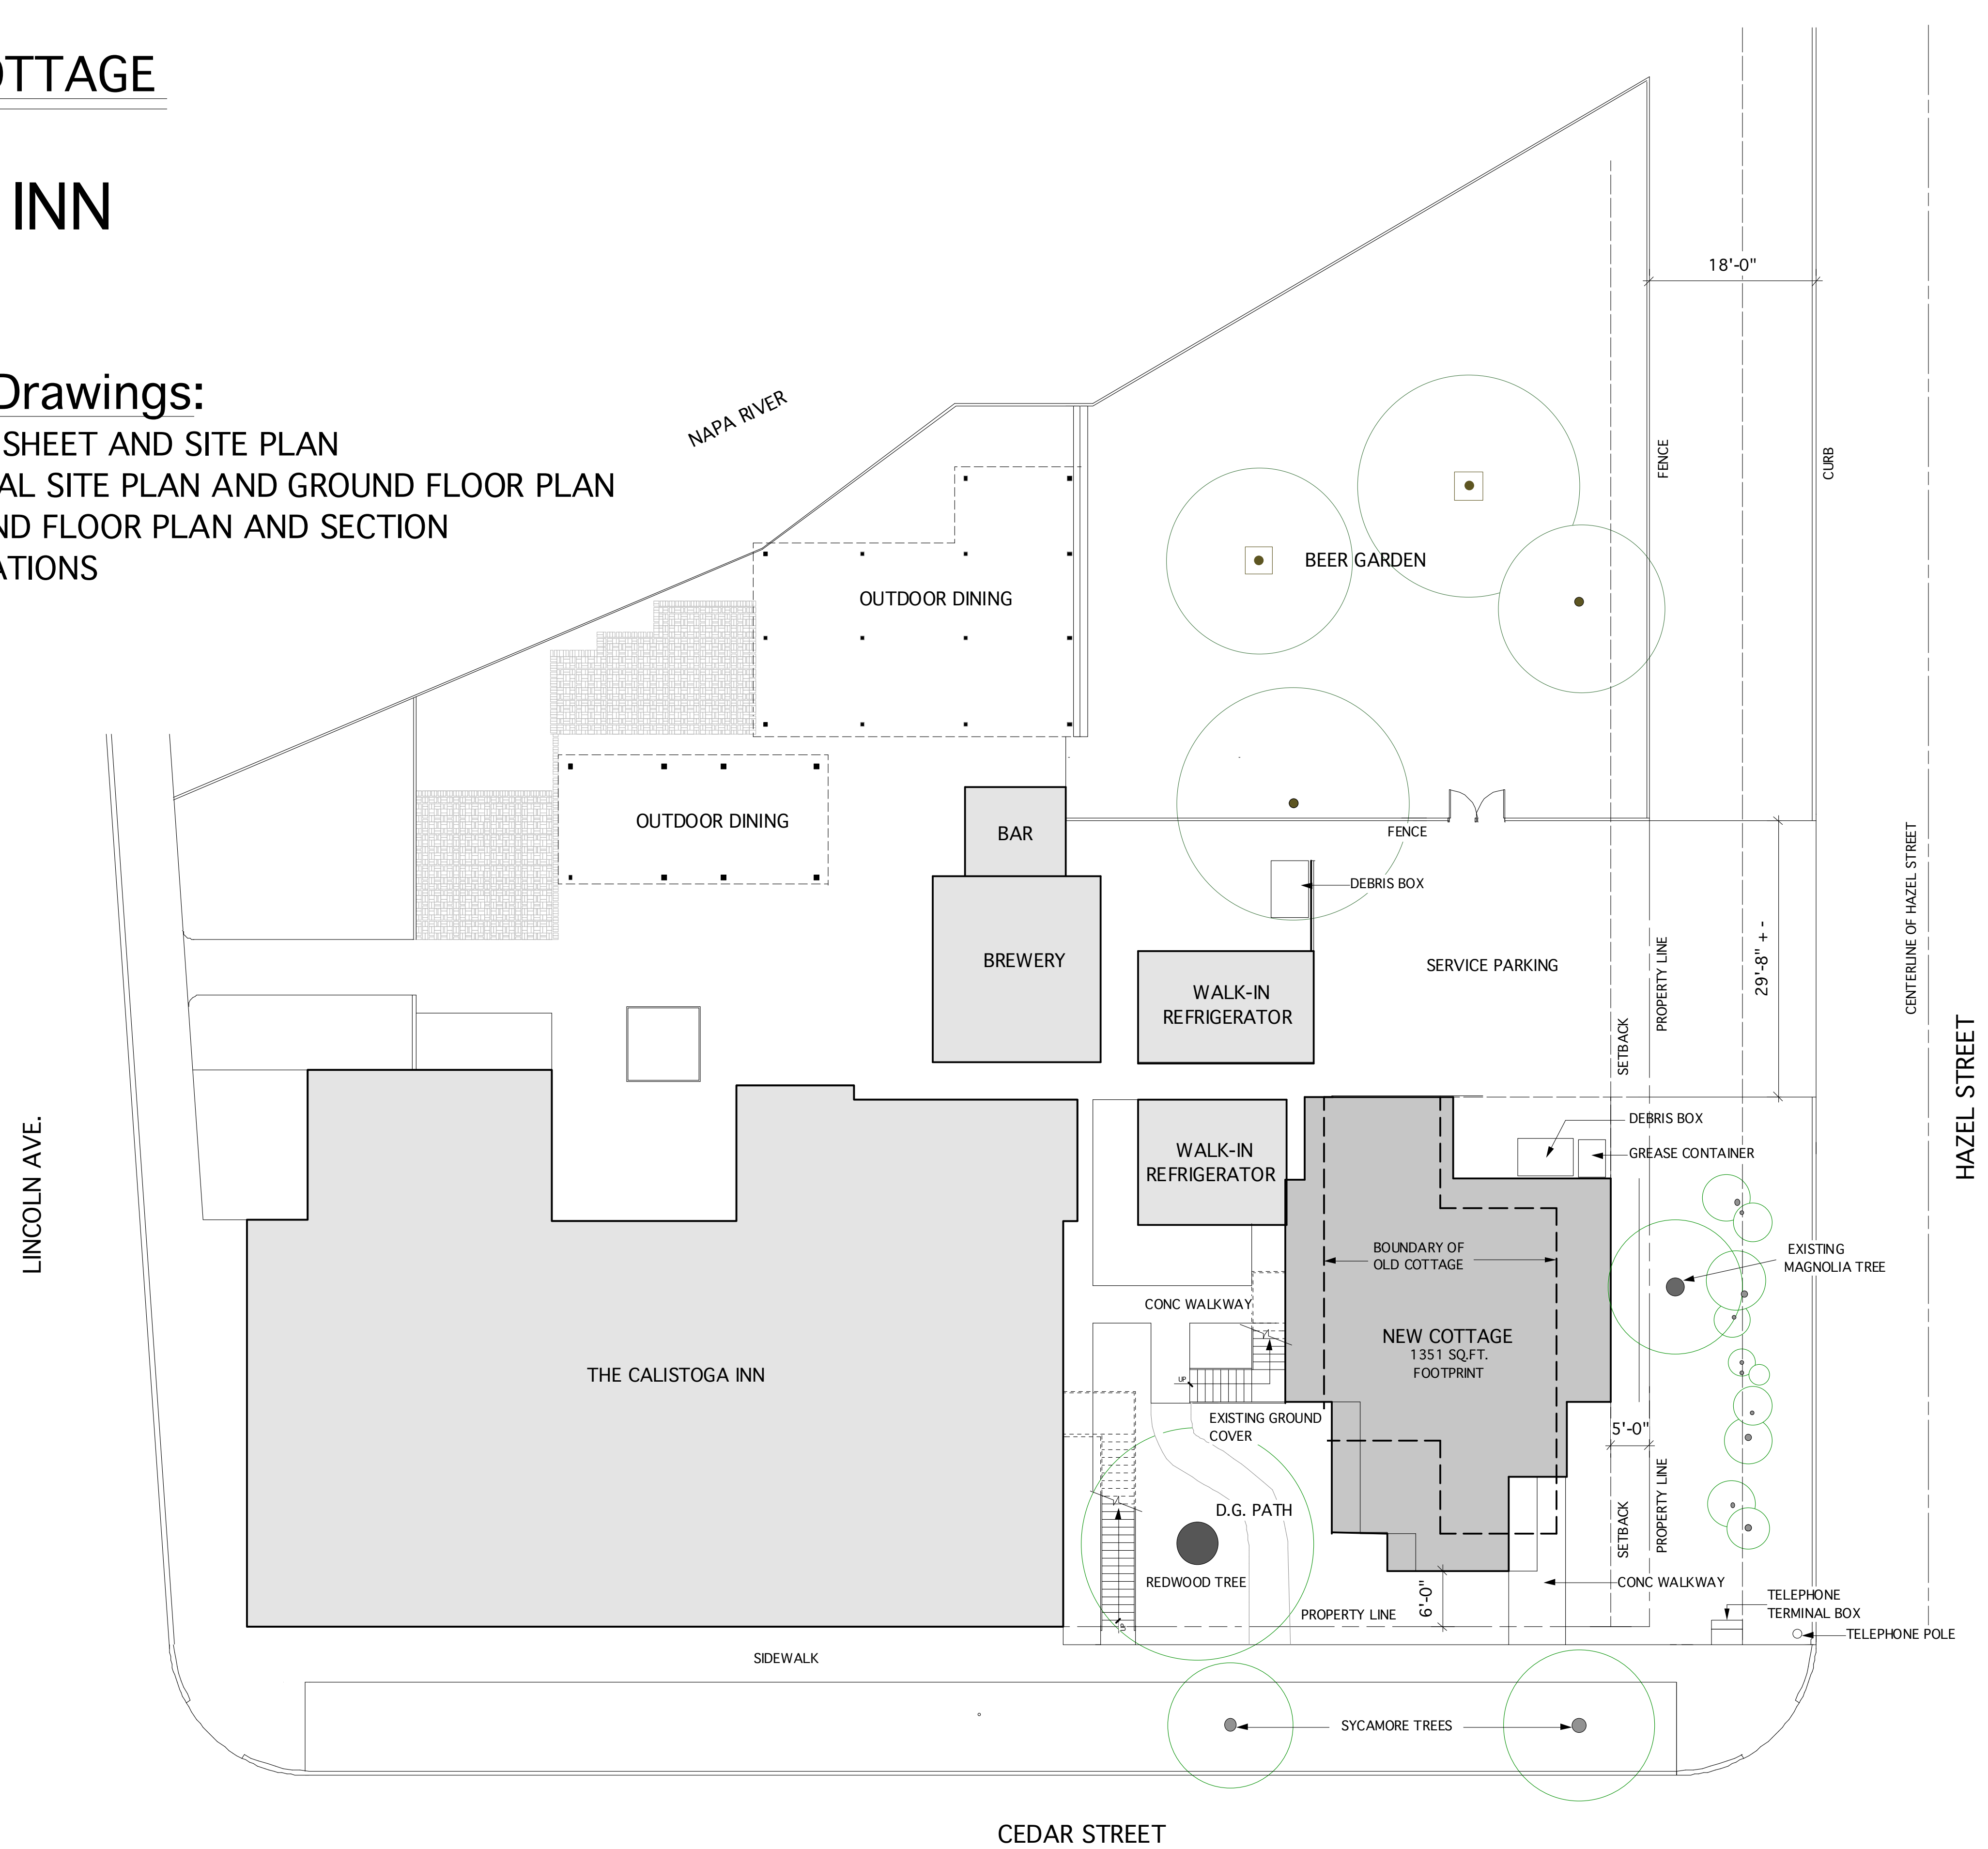 OTTAGE
INN
Drawings:
SHEET AND SITE PLAN
AL SITE PLAN AND GROUND FLOOR PLAN
ND FLOOR PLAN AND SECTION
ATIONS
NAPA RIVER
18'-0"
FENCE
CURB
BEER GARDEN
OUTDOOR DINING
OUTDOOR DINING
BAR
FENCE
DEBRIS BOX
BREWERY
WALK-IN
REFRIGERATOR
SERVICE PARKING
SETBACK
PROPERTY LINE
29'-8" + -
CENTERLINE OF HAZEL STREET
HAZEL STREET
LINCOLN AVE.
WALK-IN
REFRIGERATOR
DEBRIS BOX
GREASE CONTAINER
BOUNDARY OF
OLD COTTAGE
EXISTING
MAGNOLIA TREE
CONC WALKWAY
NEW COTTAGE
1351 SQ.FT.
FOOTPRINT
THE CALISTOGA INN
UP
EXISTING GROUND
COVER
5'-0"
D.G. PATH
SETBACK
PROPERTY LINE
REDWOOD TREE
6'-0"
CONC WALKWAY
PROPERTY LINE
TELEPHONE
TERMINAL BOX
TELEPHONE POLE
SIDEWALK
SYCAMORE TREES
CEDAR STREET